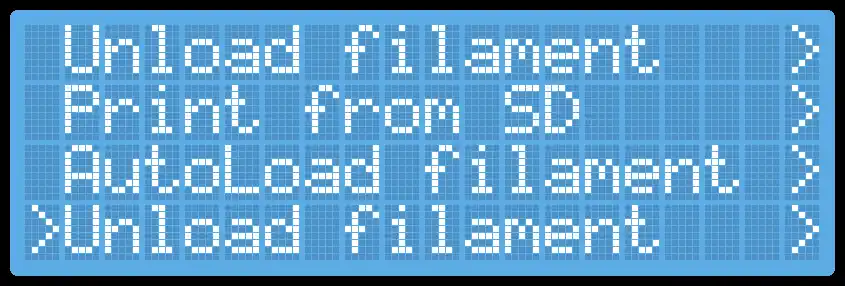 Unload filament >
Print from SD >
AutoLoad filament >
>Unload filament >